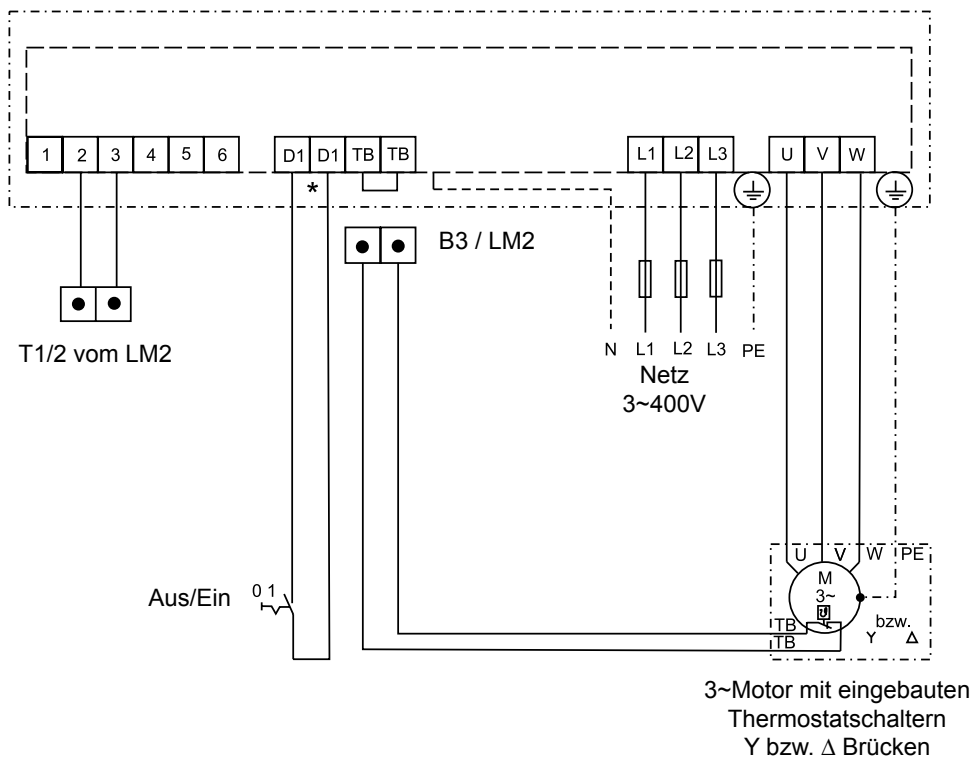 1 2 3 4 5 6 D1 D1 TB TB L1 L2 L3 U V W
*
B3 / LM2
T1/2 vom LM2
N L1 L2 L3 PE
Netz
3~400V
U V W PE
M
3~
Aus/Ein 0 1
bzw.
Y Δ
TB
TB
3~Motor mit eingebauten
Thermostatschaltern
Y bzw. Δ Brücken